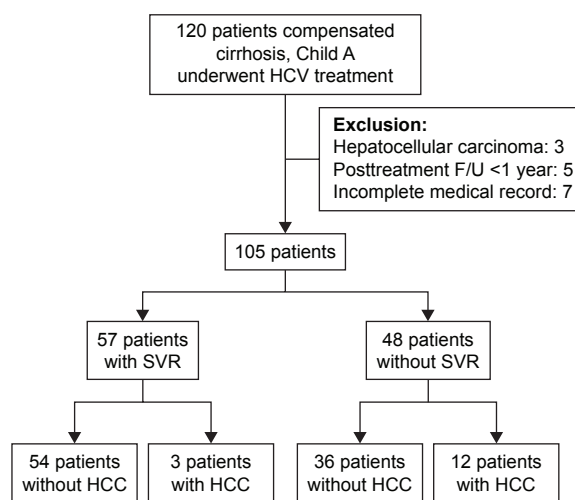 120 patients compensated
cirrhosis, Child A
underwent HCV treatment
Exclusion:
Hepatocellular carcinoma: 3
Posttreatment F/U <1 year: 5
Incomplete medical record: 7
105 patients
57 patients
with SVR
48 patients
without SVR
54 patients
without HCC
3 patients
with HCC
36 patients
without HCC
12 patients
with HCC